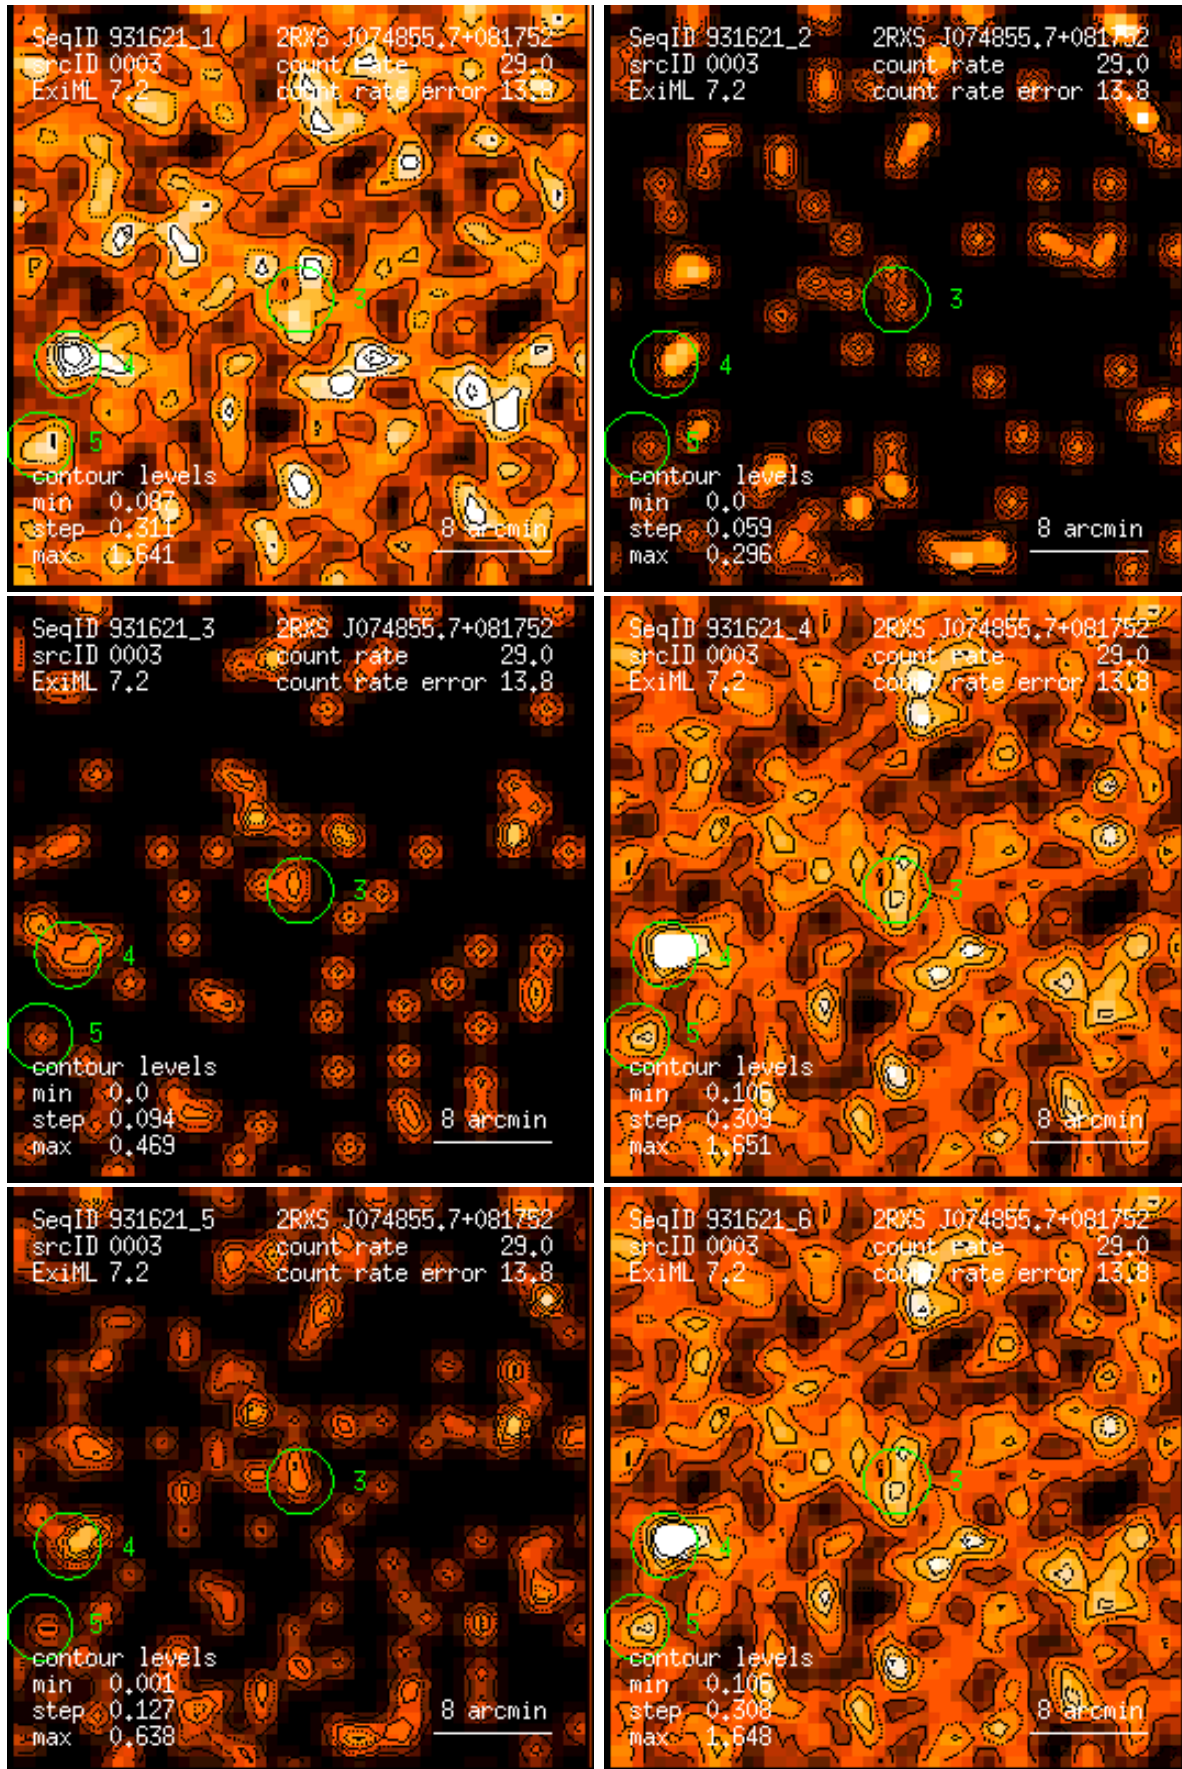 SeqID 931621_1 2RXS J074855.7+081752
srcID 0003 count rate 29.0
ExiML 7.2 count rate error 13.8
3
4
5
contour levels
min 0.087
step 0.311
max 1.641
8 arcmin
SeqID 931621_2 2RXS J074855.7+081752
srcID 0003 count rate 29.0
ExiML 7.2 count rate error 13.8
3
4
5
contour levels
min 0.0
step 0.059
max 0.296
8 arcmin
SeqID 931621_3 2RXS J074855.7+081752
srcID 0003 count rate 29.0
ExiML 7.2 count rate error 13.8
3
4
5
contour levels
min 0.0
step 0.094
max 0.469
8 arcmin
SeqID 931621_4 2RXS J074855.7+081752
srcID 0003 count rate 29.0
ExiML 7.2 count rate error 13.8
3
4
5
contour levels
min 0.106
step 0.309
max 1.651
8 arcmin
SeqID 931621_5 2RXS J074855.7+081752
srcID 0003 count rate 29.0
ExiML 7.2 count rate error 13.8
3
4
5
contour levels
min 0.001
step 0.127
max 0.638
8 arcmin
SeqID 931621_6 2RXS J074855.7+081752
srcID 0003 count rate 29.0
ExiML 7.2 count rate error 13.8
3
4
5
contour levels
min 0.106
step 0.308
max 1.648
8 arcmin